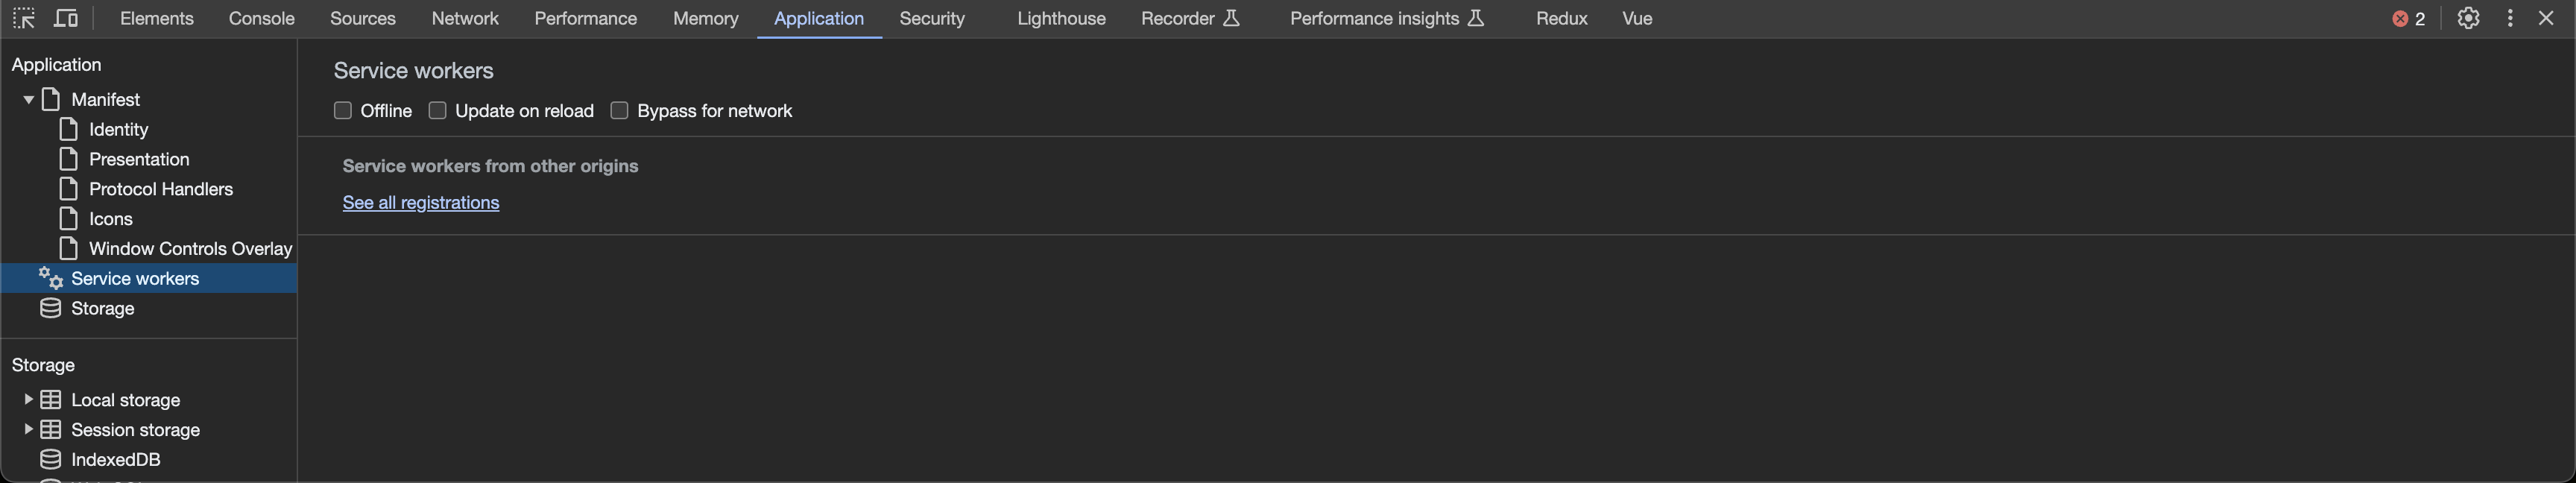 Elements Console Sources Network Performance Memory Application Security Lighthouse Recorder Performance insights Redux Vue 2
Application
Manifest
Identity
Presentation
Protocol Handlers
Icons
Window Controls Overlay
Service workers
Storage
Storage
Local storage
Session storage
IndexedDB
Service workers
Offline Update on reload Bypass for network
Service workers from other origins
See all registrations